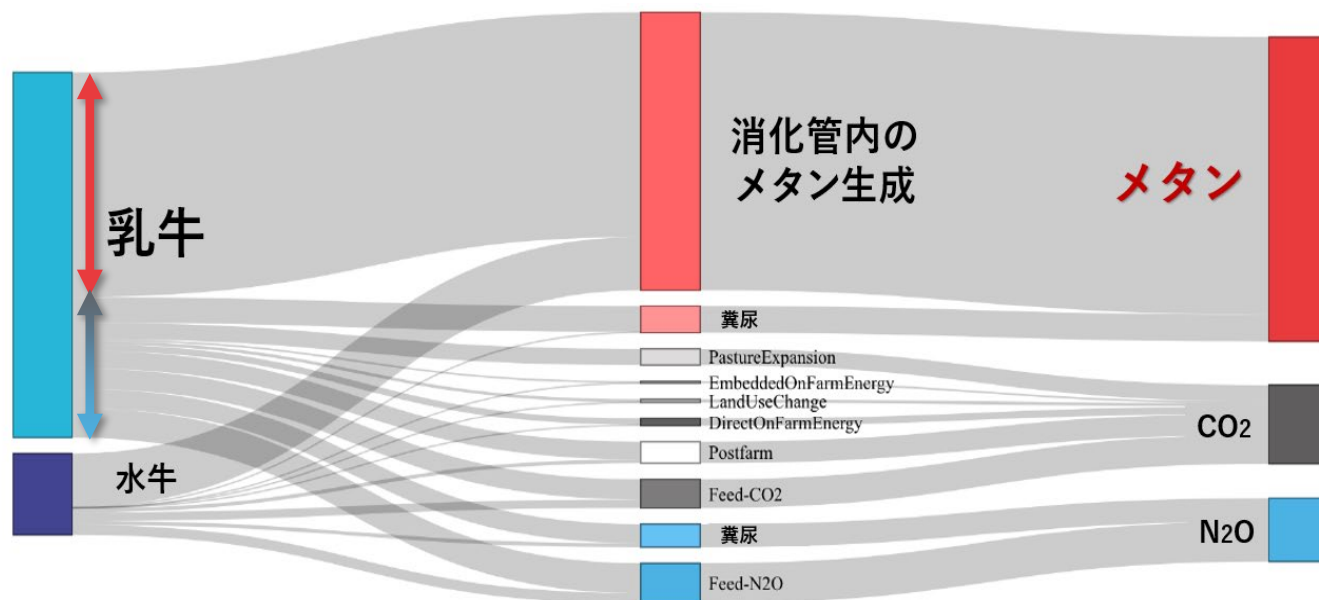 乳牛
水牛
消化管内の
メタン生成
糞尿
PastureExpansion
EmbeddedOnFarmEnergy
LandUseChange
DirectOnFarmEnergy
Postfarm
Feed-CO2
糞尿
Feed-N2O
メタン
CO2
N2O